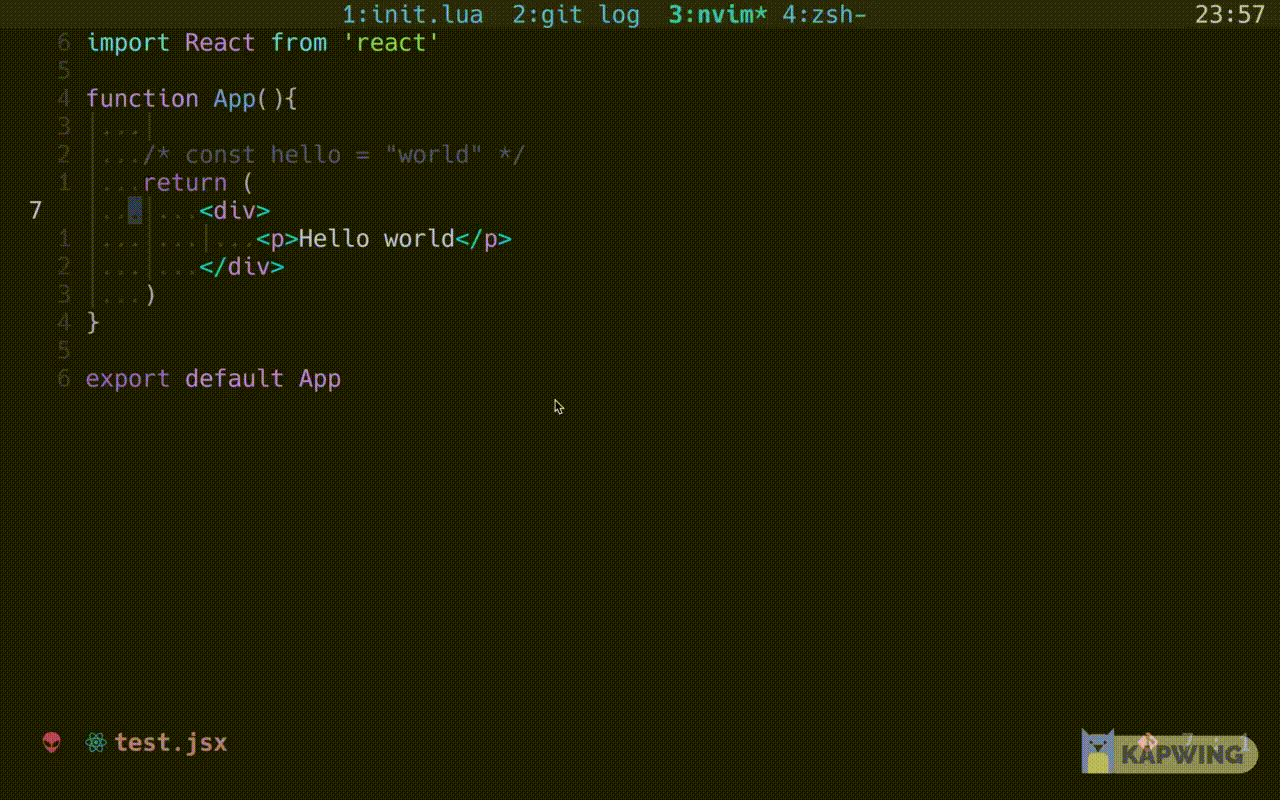 1:init.lua 2:git log 3:nvim* 4:zsh- 23:57
6 import React from 'react'
5
4 function App(){
3 │...│
2 │.../* const hello = "world" */
1 │...return (
7 │...│...<div>
1 │...│...│...<p>Hello world</p>
2 │...│...</div>
3 │...)
4 }
5
6 export default App
test.jsx
KAPWING